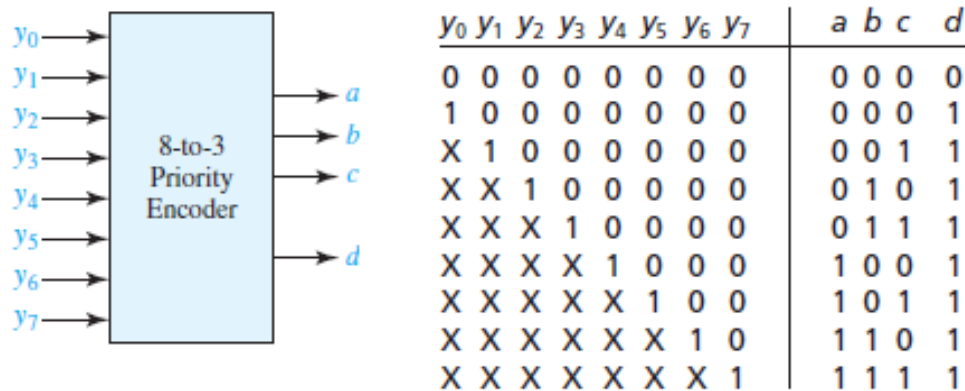 y0
y1
y2
y3
y4
y5
y6
y7
8-to-3
Priority
Encoder
a
b
c
d
y0 y1 y2 y3 y4 y5 y6 y7 a b c d
0 0 0 0 0 0 0 0 0 0 0 0
1 0 0 0 0 0 0 0 0 0 0 1
X 1 0 0 0 0 0 0 0 0 1 1
X X 1 0 0 0 0 0 0 1 0 1
X X X 1 0 0 0 0 0 1 1 1
X X X X 1 0 0 0 1 0 0 1
X X X X X 1 0 0 1 0 1 1
X X X X X X 1 0 1 1 0 1
X X X X X X X 1 1 1 1 1